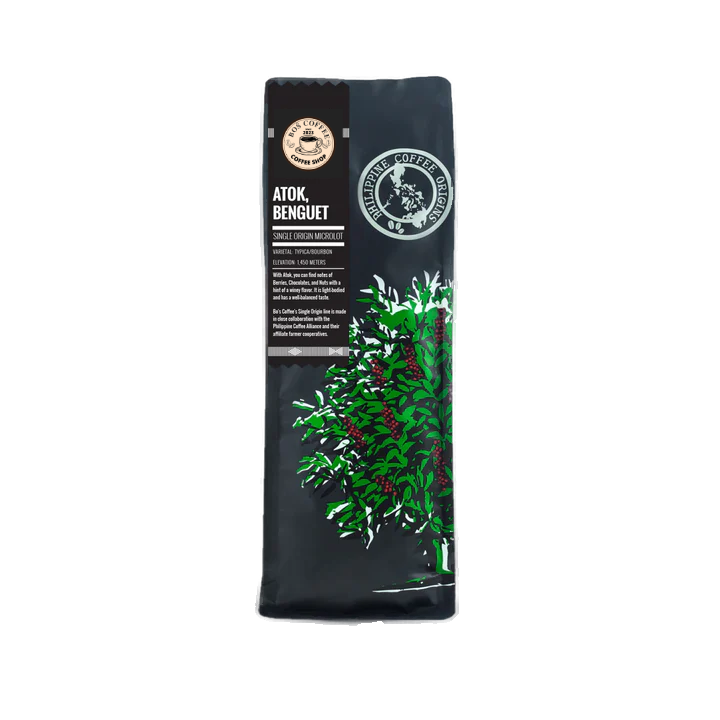 BOS COFFEE
2023
COFFEE SHOP
PHILIPPINE COFFEE ORIGINS
ATOK,
BENGUET
SINGLE ORIGIN MICROLOT
VARIETAL: TYPICA/BOURBON
ELEVATION: 1,450 METERS
With Atok, you can find notes of
Berries, Chocolates, and Nuts with a
hint of a winey flavor. It is light-bodied
and has a well-balanced taste.
Bo's Coffee's Single Origin line is made
in close collaboration with the
Philippine Coffee Alliance and their
affiliate farmer cooperatives.